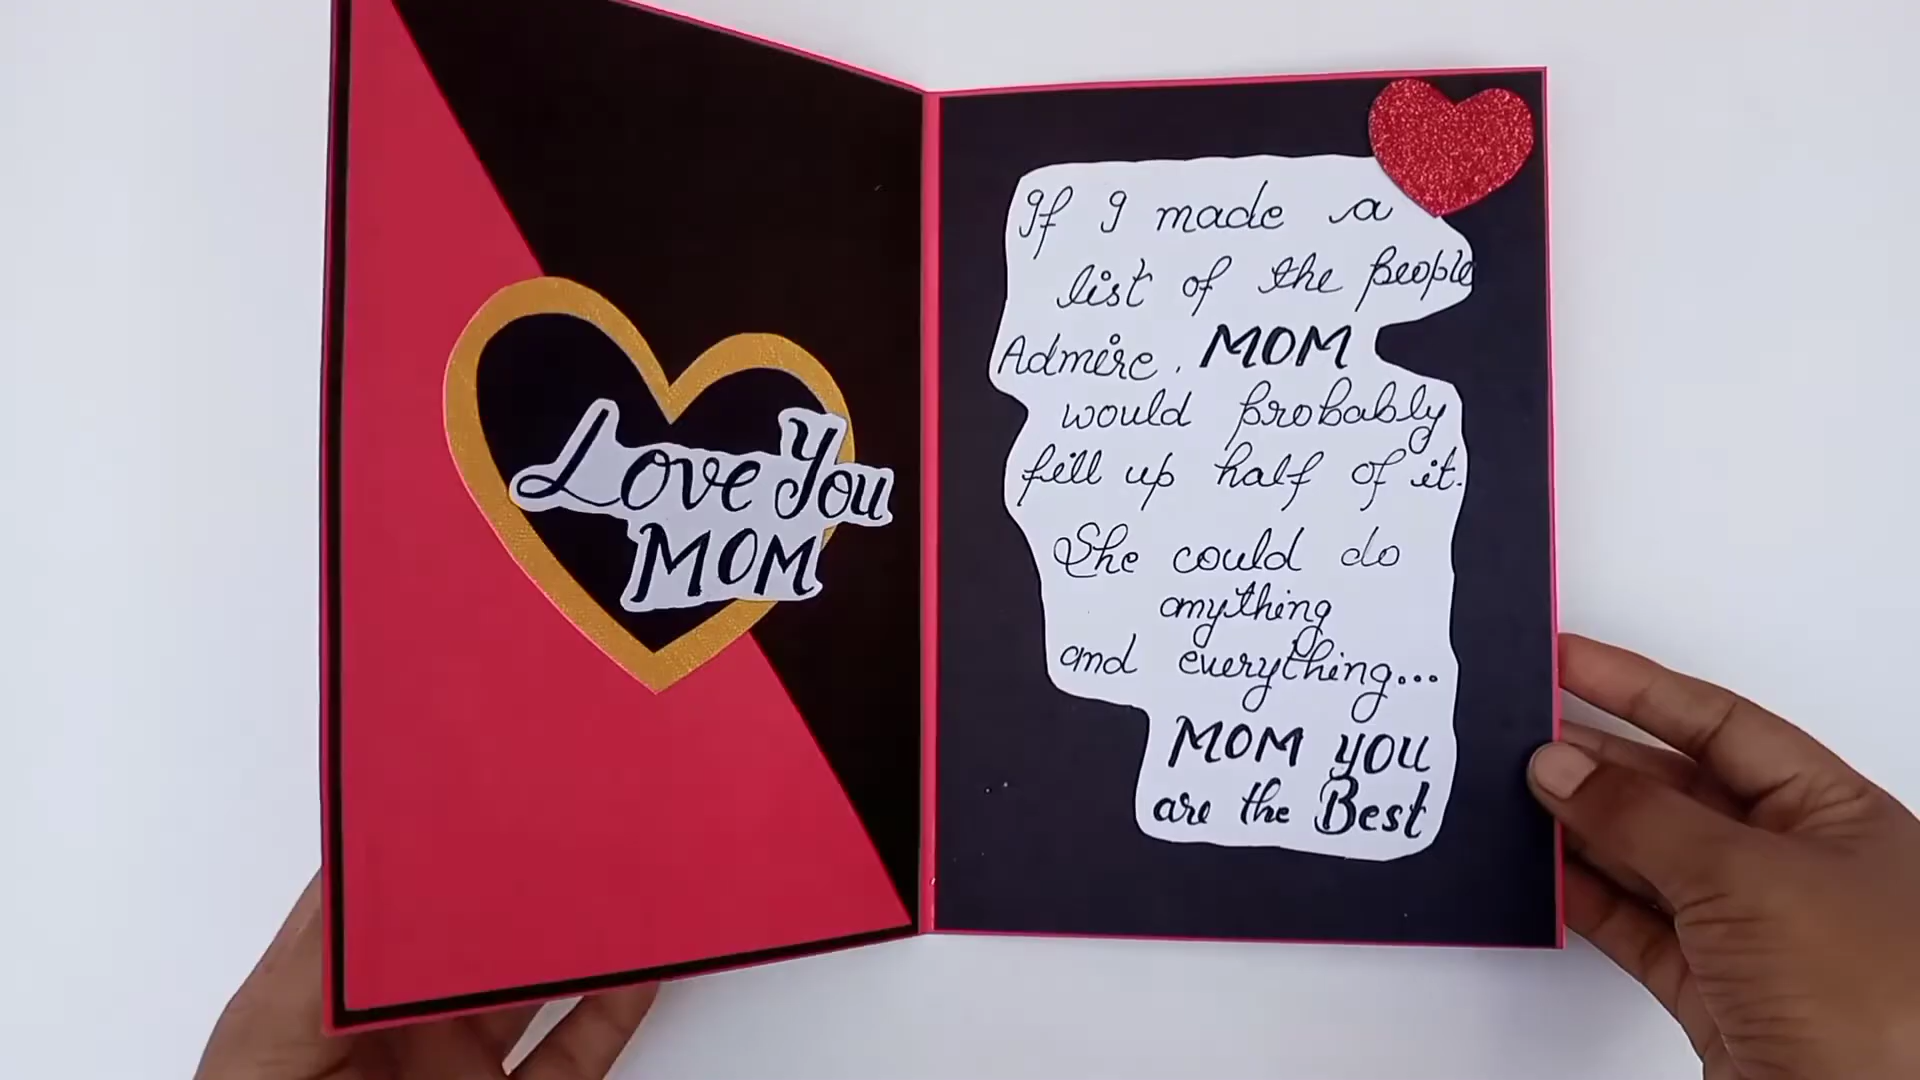 Love You
MOM
If I made a
list of the people
Admire, MOM
would probably
fill up half of it.
She could do
anything
and everything...
MOM you
are the Best